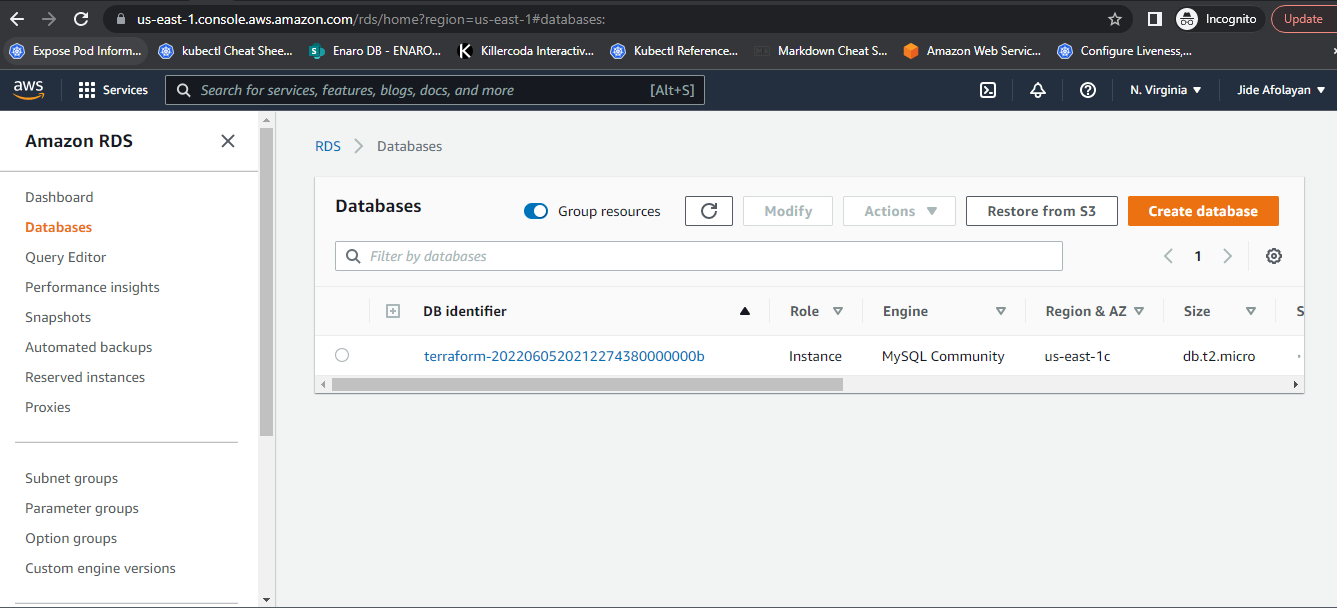 us-east-1.console.aws.amazon.com/rds/home?region=us-east-1#databases:
Incognito
Update
Expose Pod Inform...
kubectl Cheat Shee...
Enaro DB - ENARO...
Killercoda Interactiv...
Kubectl Reference...
Markdown Cheat S...
Amazon Web Servic...
Configure Liveness,...
aws
Services
Search for services, features, blogs, docs, and more
[Alt+S]
N. Virginia
Jide Afolayan
Amazon RDS
Dashboard
Databases
Query Editor
Performance insights
Snapshots
Automated backups
Reserved instances
Proxies
Subnet groups
Parameter groups
Option groups
Custom engine versions
RDS
Databases
Databases
Group resources
Modify
Actions
Restore from S3
Create database
Filter by databases
1
DB identifier
Role
Engine
Region & AZ
Size
S
terraform-20220605202122743800000000b
Instance
MySQL Community
us-east-1c
db.t2.micro